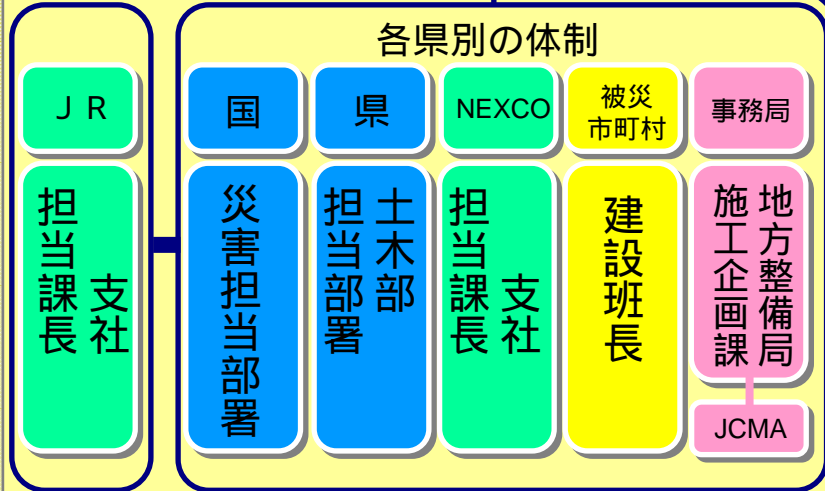 各県別の体制
ＪＲ
国
県
NEXCO
被災
市町村
事務局
支社
担当課長
災害担当部署
土木部
担当部署
支社
担当課長
建設班長
地方整備局
施工企画課
JCMA